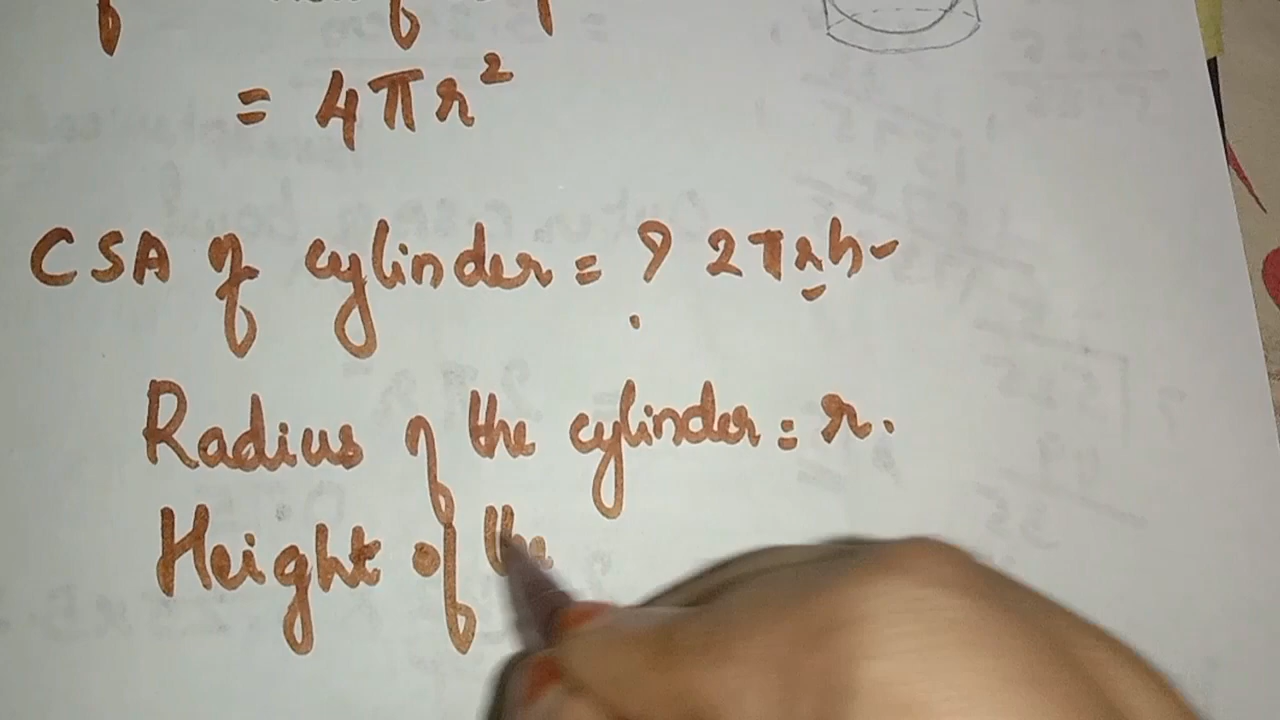 = 4πr²
CSA of cylinder = ? 2πrh
Radius of the cylinder = r.
Height of the